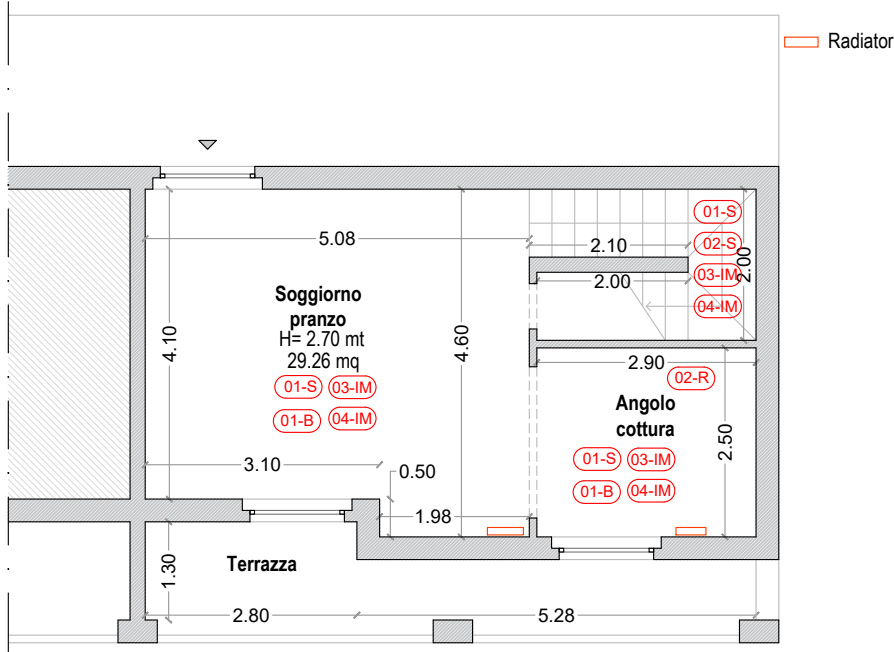 Radiator
01-S
5.08
2.10
02-S
2.00
03-IM
2.00
04-IM
Soggiorno
pranzo
H= 2.70 mt
29.26 mq
4.10
4.60
01-S 03-IM
01-B 04-IM
2.90
02-R
Angolo
cottura
2.50
01-S 03-IM
01-B 04-IM
3.10
0.50
1.98
1.30
Terrazza
2.80
5.28